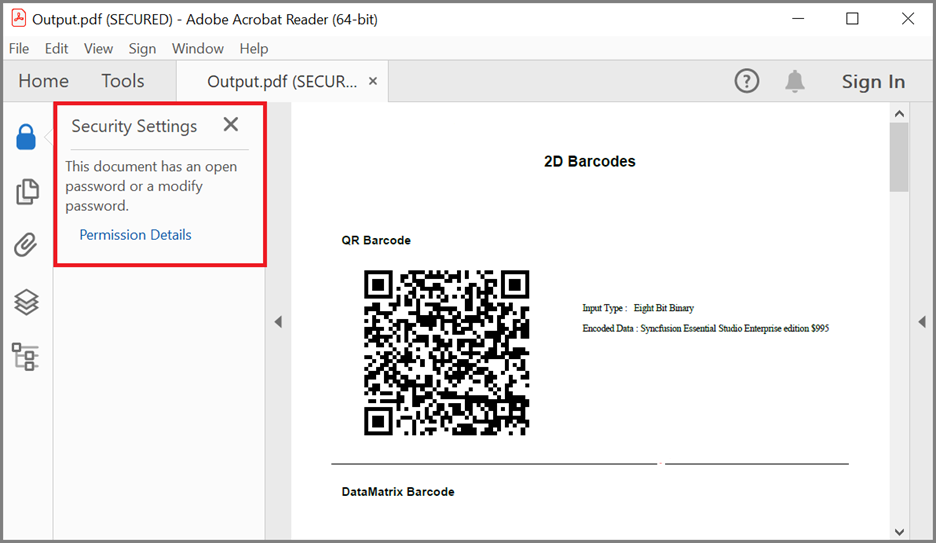 Output.pdf (SECURED) - Adobe Acrobat Reader (64-bit)
File Edit View Sign Window Help
Home Tools Output.pdf (SECUR... × ? Sign In
Security Settings
This document has an open
password or a modify
password.
Permission Details
2D Barcodes
QR Barcode
Input Type : Eight Bit Binary
Encoded Data : Syncfusion Essential Studio Enterprise edition $995
DataMatrix Barcode